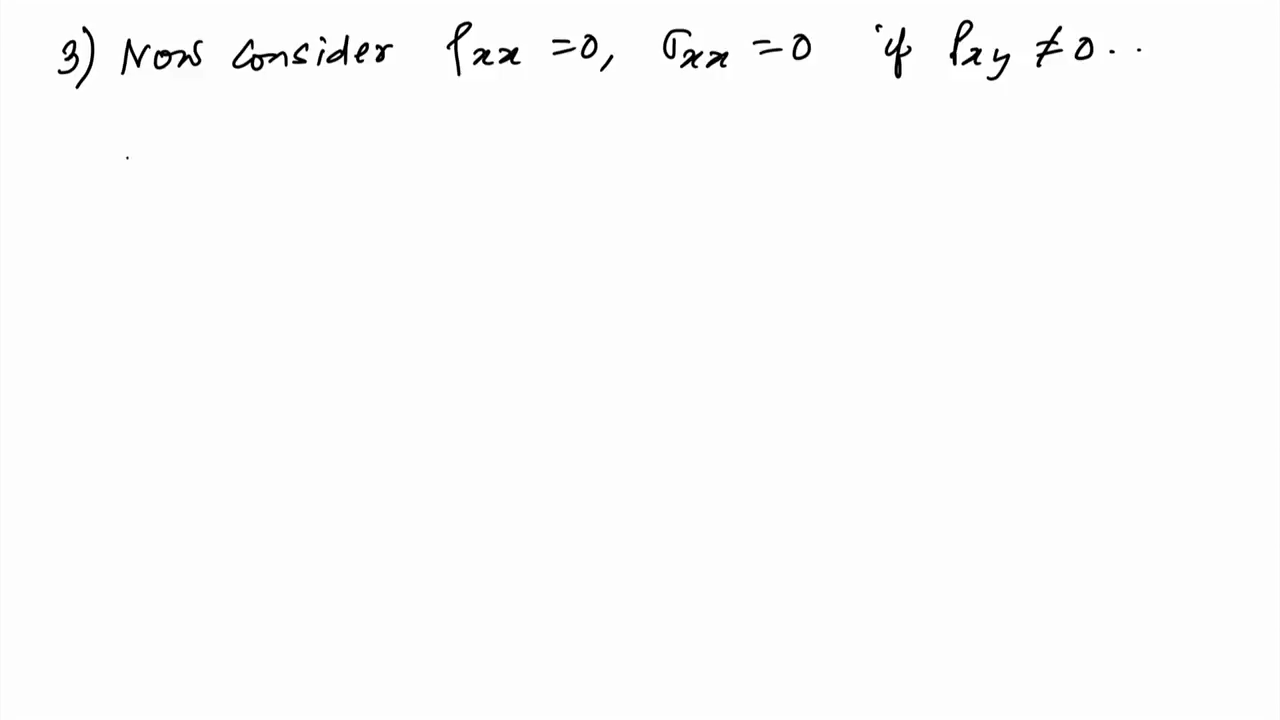 3) Now consider ρxx = 0, σxx = 0 if ρxy ≠ 0 . .